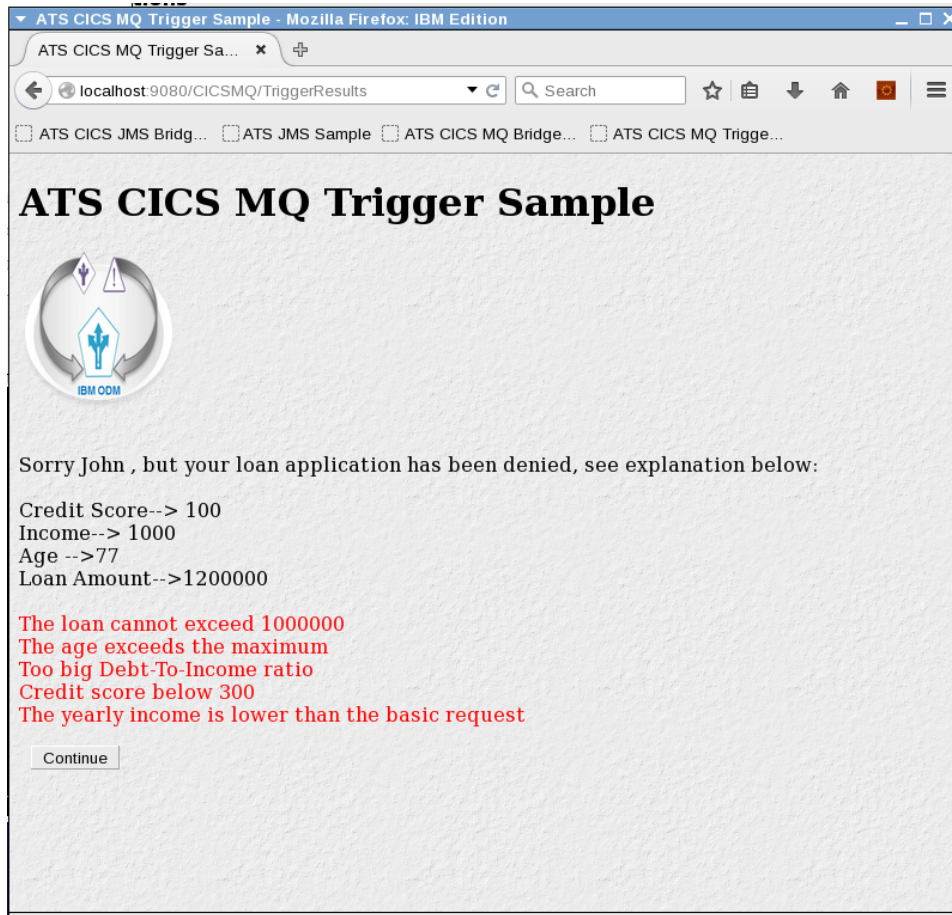 ATS CICS MQ Trigger Sample - Mozilla Firefox: IBM Edition
ATS CICS MQ Trigger Sa...
localhost:9080/CICSMQ/TriggerResults
Search
ATS CICS JMS Bridg...
ATS JMS Sample
ATS CICS MQ Bridge...
ATS CICS MQ Trigge...
ATS CICS MQ Trigger Sample
IBM ODM
Sorry John , but your loan application has been denied, see explanation below:
Credit Score--> 100
Income--> 1000
Age -->77
Loan Amount-->1200000
The loan cannot exceed 1000000
The age exceeds the maximum
Too big Debt-To-Income ratio
Credit score below 300
The yearly income is lower than the basic request
Continue